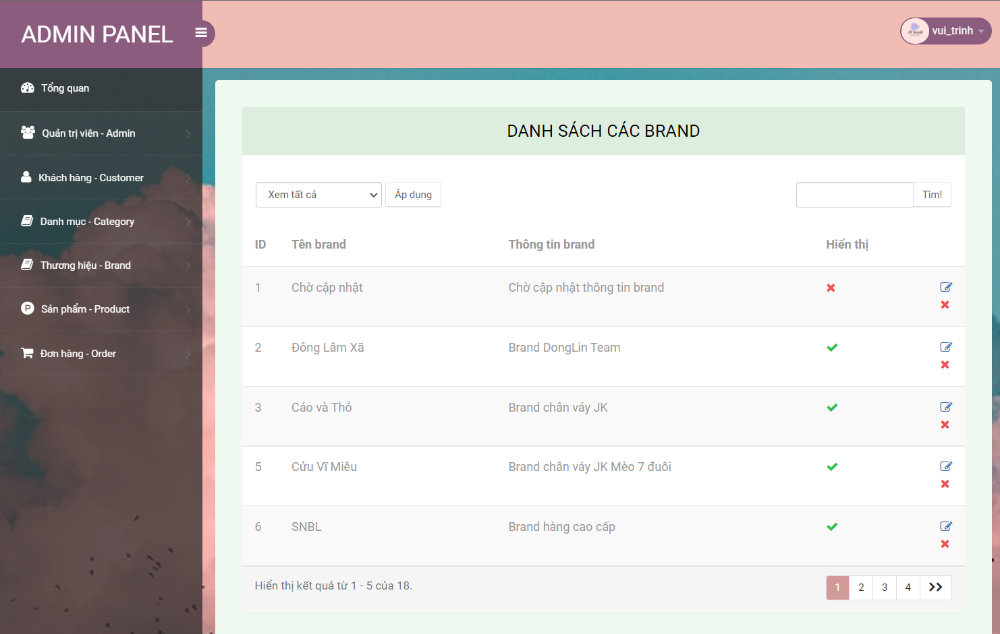 ADMIN PANEL
vui_trinh
Tổng quan
Quản trị viên - Admin
Khách hàng - Customer
Danh mục - Category
Thương hiệu - Brand
Sản phẩm - Product
Đơn hàng - Order
DANH SÁCH CÁC BRAND
Xem tất cả Áp dụng Tìm!
ID Tên brand Thông tin brand Hiển thị
1 Chờ cập nhật Chờ cập nhật thông tin brand
2 Đông Lâm Xã Brand DongLin Team
3 Cáo và Thỏ Brand chân váy JK
5 Cửu Vĩ Miêu Brand chân váy JK Mèo 7 đuôi
6 SNBL Brand hàng cao cấp
Hiển thị kết quả từ 1 - 5 của 18.
1 2 3 4